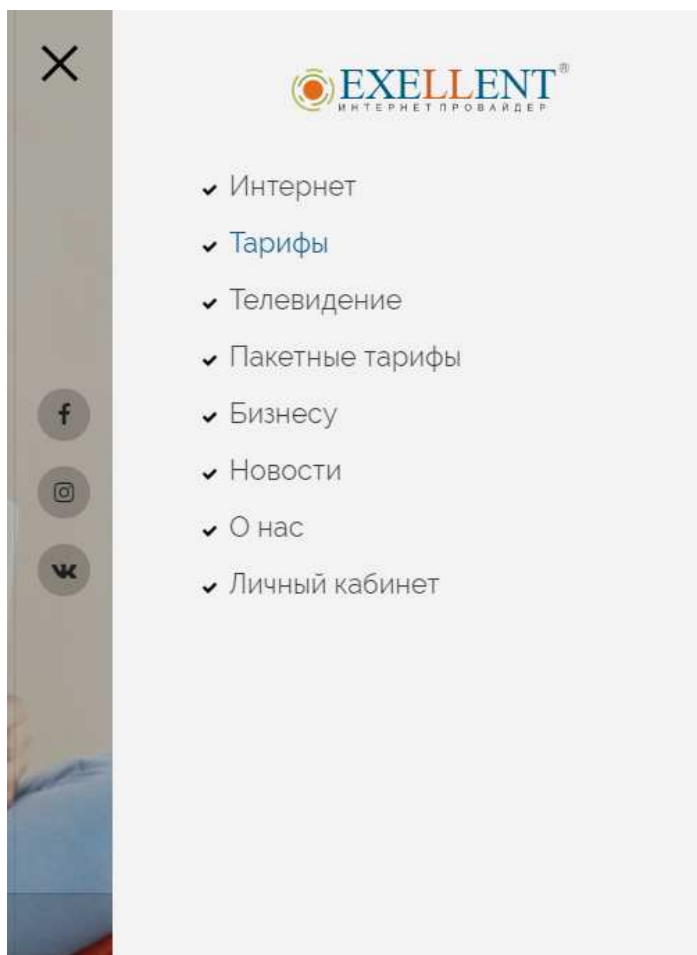 EXELLENT®
ИНТЕРНЕТ ПРОВАЙДЕР
Интернет
Тарифы
Телевидение
Пакетные тарифы
Бизнесу
Новости
О нас
Личный кабинет